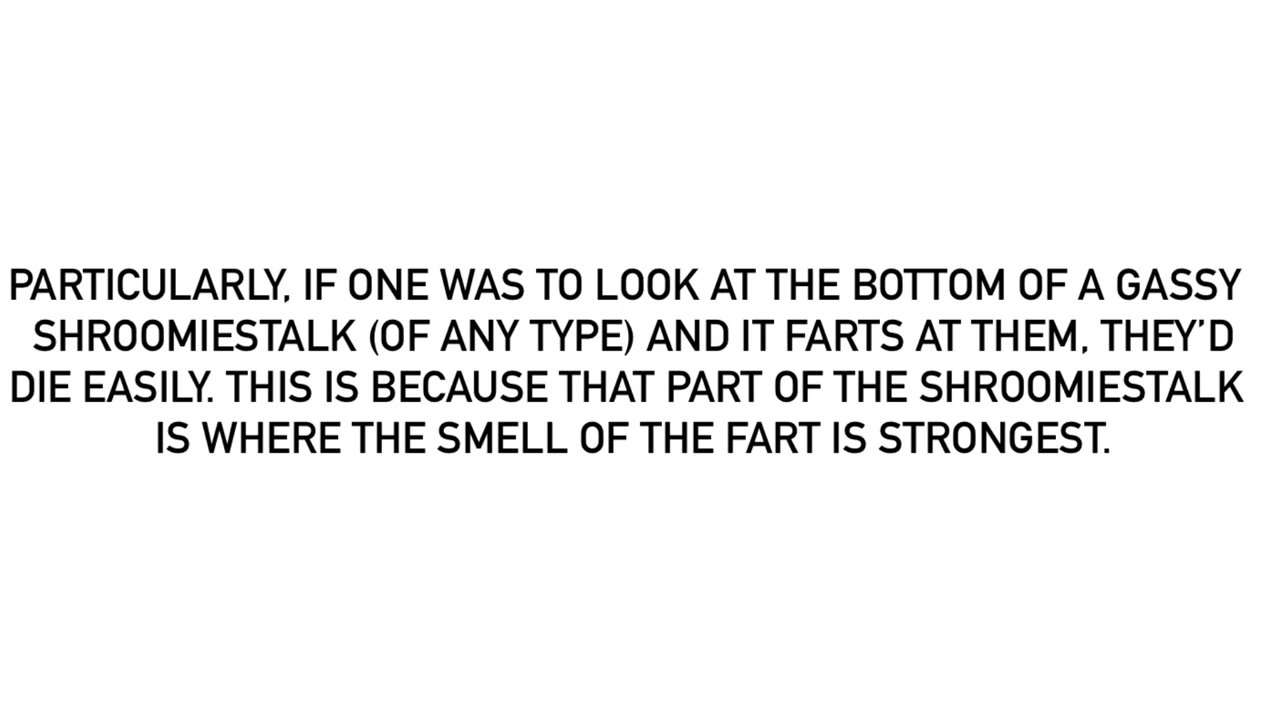 PARTICULARLY, IF ONE WAS TO LOOK AT THE BOTTOM OF A GASSY
SHROOMIESTALK (OF ANY TYPE) AND IT FARTS AT THEM, THEY’D
DIE EASILY. THIS IS BECAUSE THAT PART OF THE SHROOMIESTALK
IS WHERE THE SMELL OF THE FART IS STRONGEST.